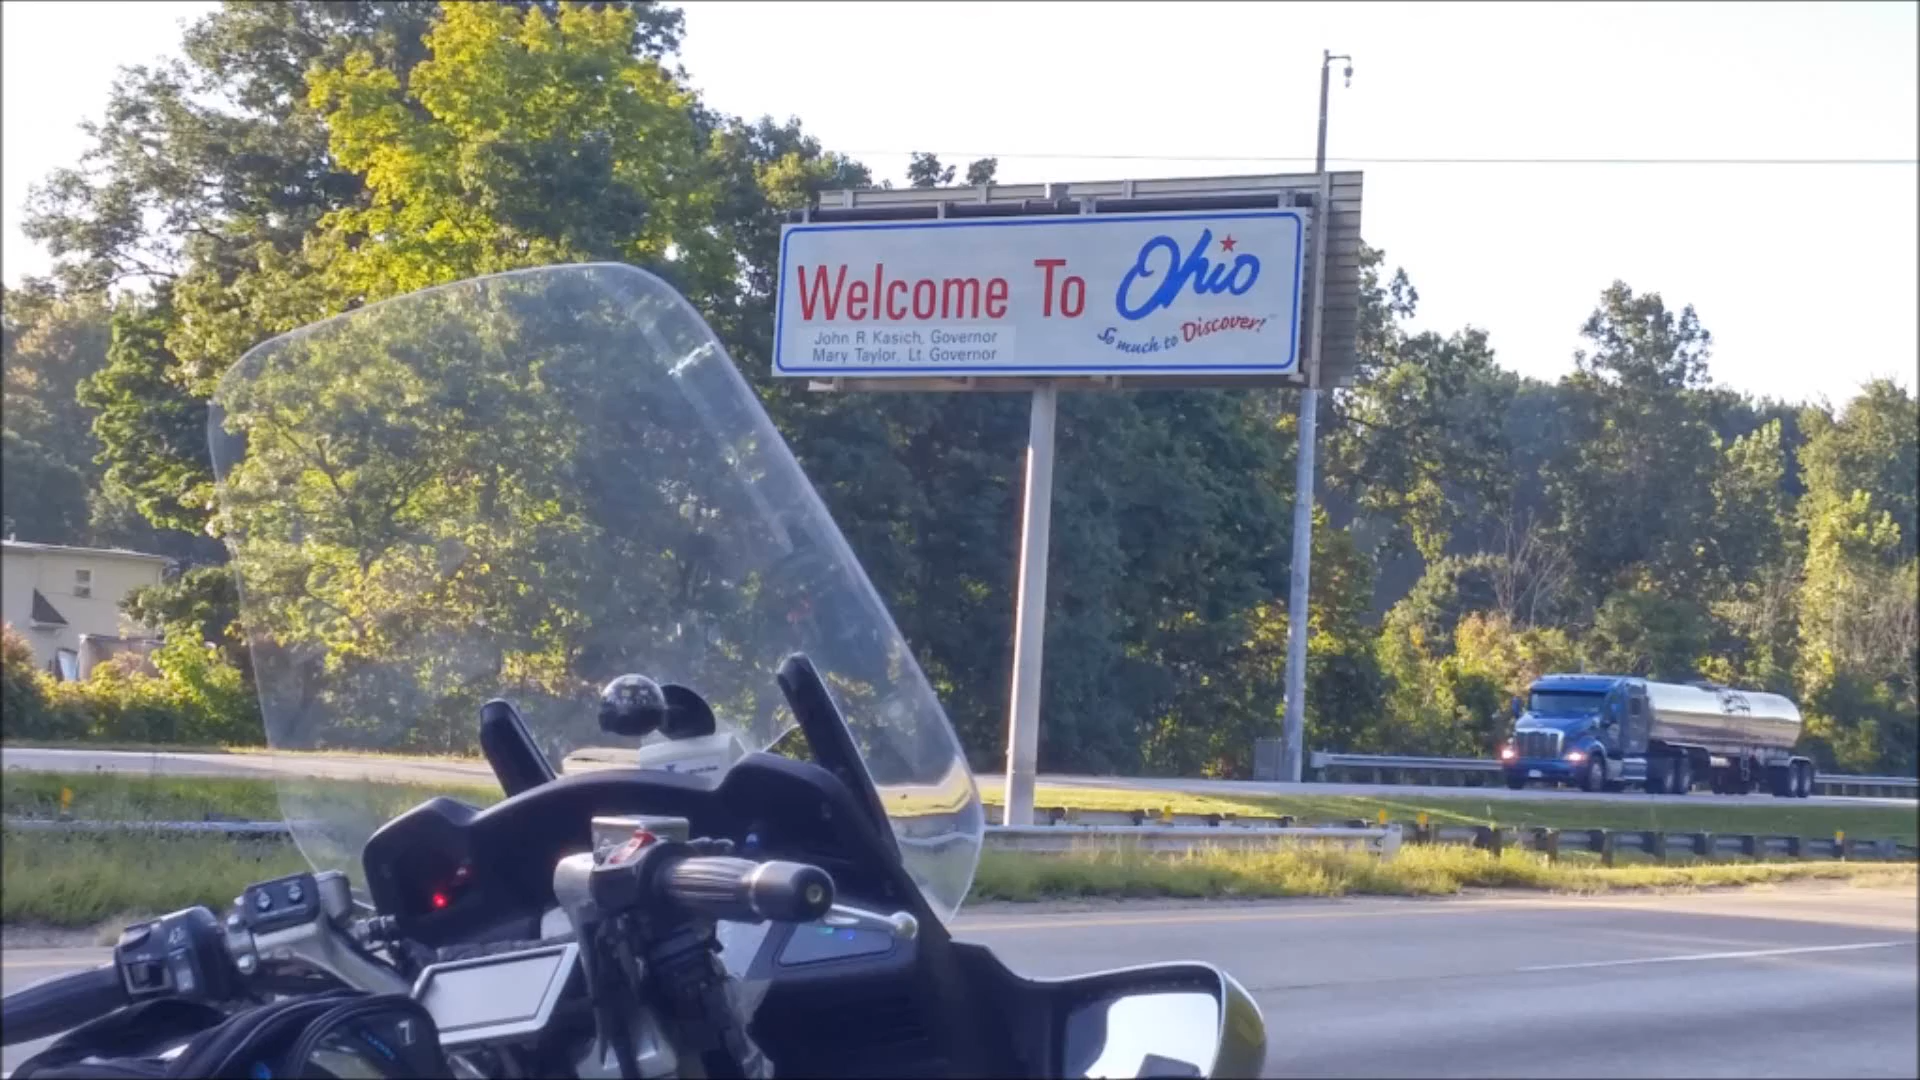 Welcome To Ohio
John R Kasich, Governor
Mary Taylor, Lt. Governor
So much to Discover!